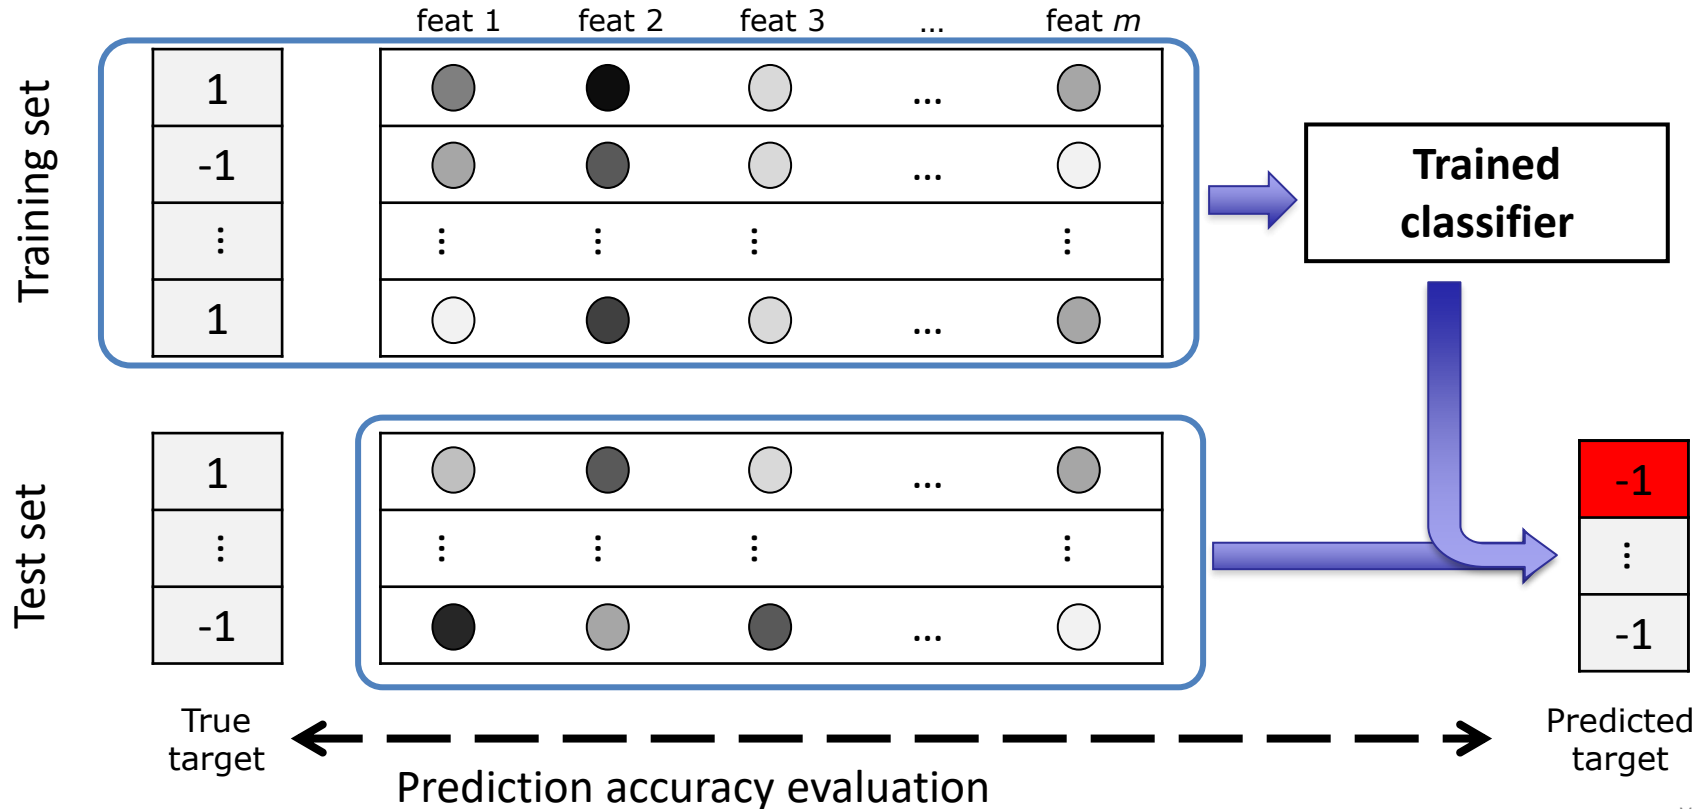 feat 1 feat 2 feat 3 ... feat m
Training set
1 ...
-1 ...
⋮ ⋮ ⋮ ⋮ ⋮
1 ...
Trained
classifier
Test set
1 ... -1
⋮ ⋮ ⋮ ⋮ ⋮ ⋮
-1 ... -1
True
target
Predicted
target
Prediction accuracy evaluation